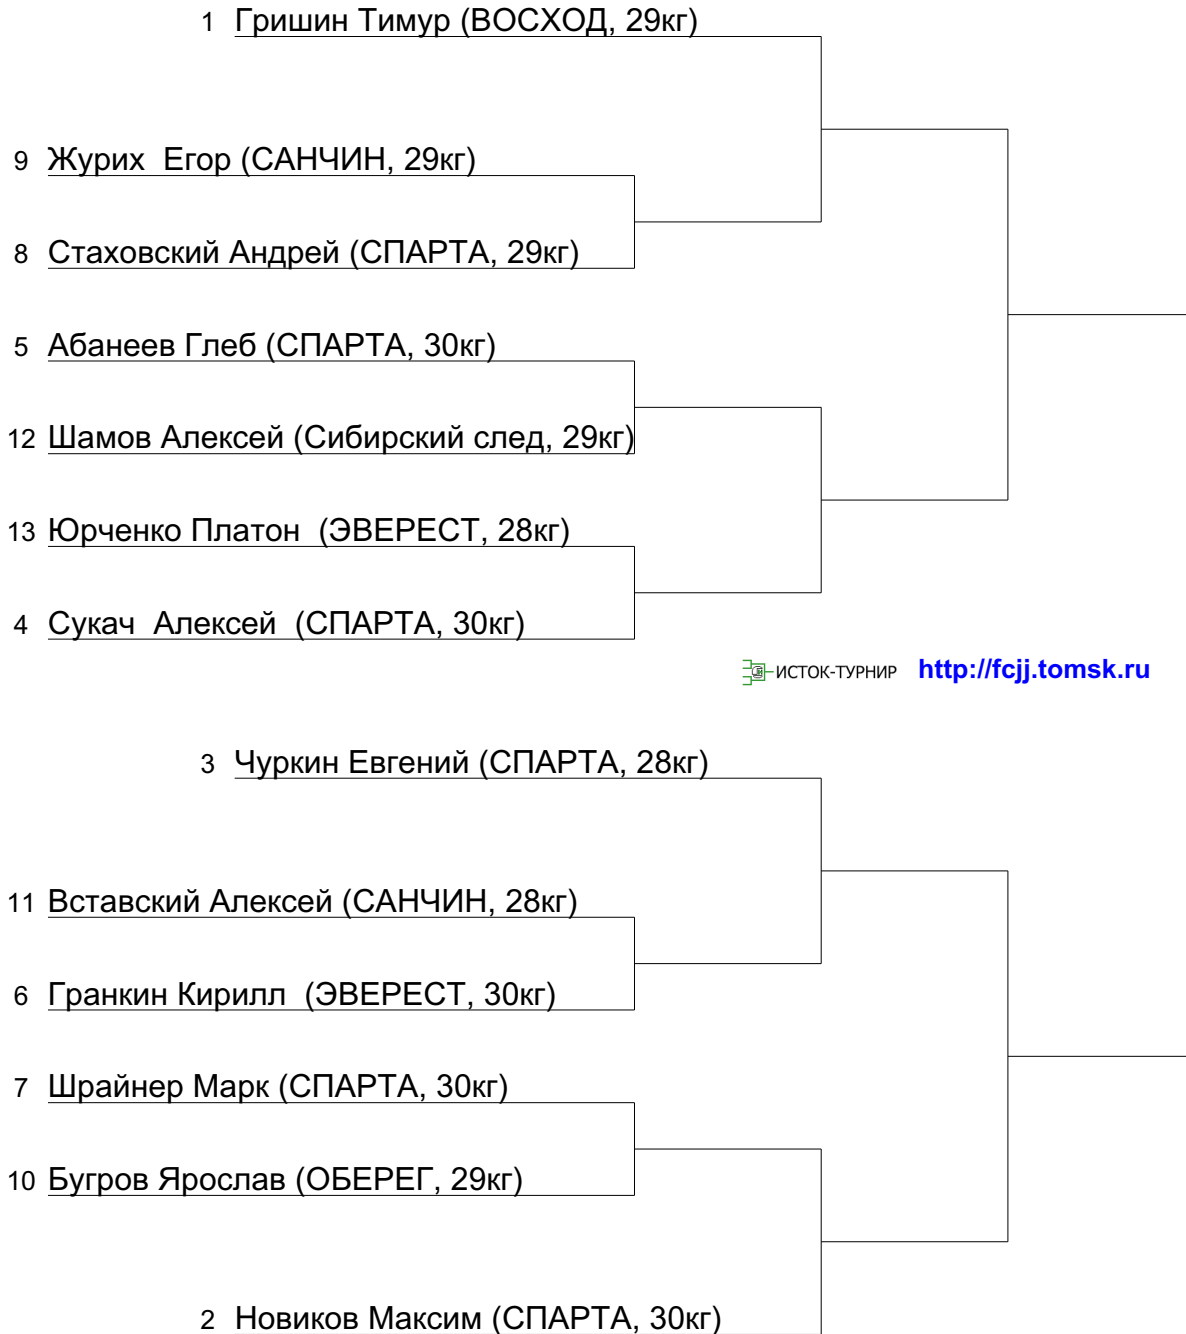 1 Гришин Тимур (ВОСХОД, 29кг)
9 Журих Егор (САНЧИН, 29кг)
8 Стаховский Андрей (СПАРТА, 29кг)
5 Абанеев Глеб (СПАРТА, 30кг)
12 Шамов Алексей (Сибирский след, 29кг)
13 Юрченко Платон (ЭВЕРЕСТ, 28кг)
4 Сукач Алексей (СПАРТА, 30кг)
ИСТОК-ТУРНИР http://fcjj.tomsk.ru
3 Чуркин Евгений (СПАРТА, 28кг)
11 Вставский Алексей (САНЧИН, 28кг)
6 Гранкин Кирилл (ЭВЕРЕСТ, 30кг)
7 Шрайнер Марк (СПАРТА, 30кг)
10 Бугров Ярослав (ОБЕРЕГ, 29кг)
2 Новиков Максим (СПАРТА, 30кг)